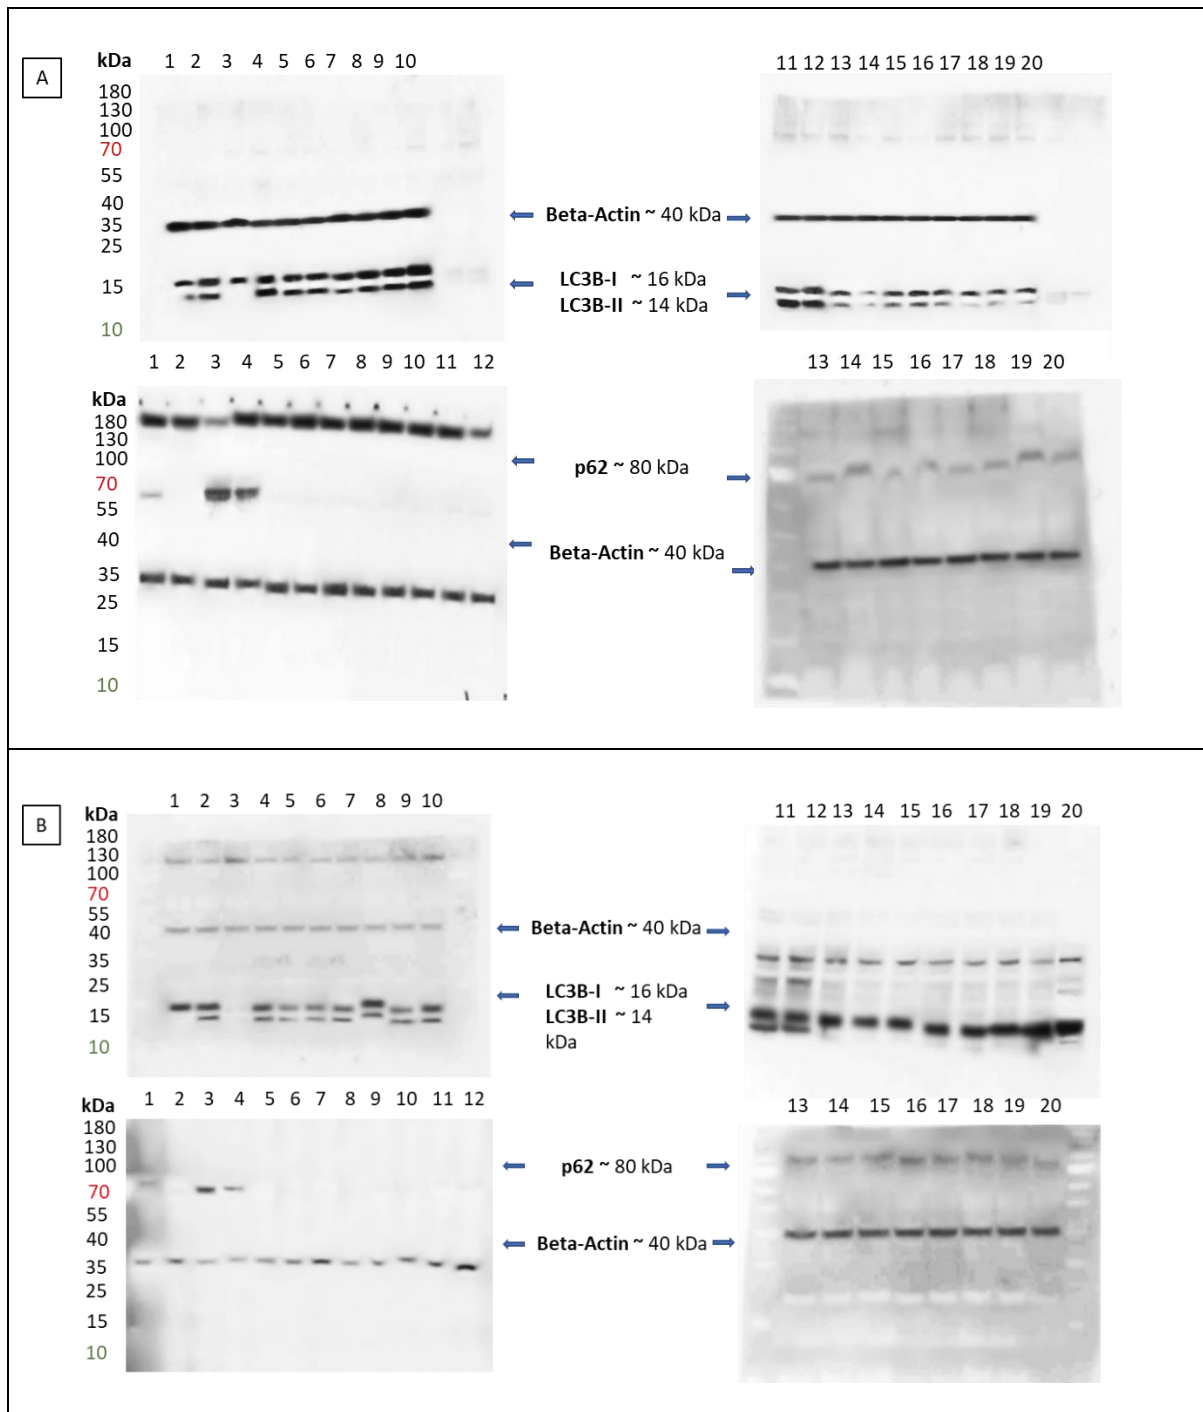 A
kDa 1 2 3 4 5 6 7 8 9 10
11 12 13 14 15 16 17 18 19 20
180
130
100
70
55
40
35
25
15
10
Beta-Actin ~ 40 kDa
LC3B-I ~ 16 kDa
LC3B-II ~ 14 kDa
1 2 3 4 5 6 7 8 9 10 11 12
13 14 15 16 17 18 19 20
kDa
180
130
100
70
55
40
35
25
15
10
p62 ~ 80 kDa
Beta-Actin ~ 40 kDa
B
1 2 3 4 5 6 7 8 9 10
11 12 13 14 15 16 17 18 19 20
kDa
180
130
100
70
55
40
35
25
15
10
Beta-Actin ~ 40 kDa
LC3B-I ~ 16 kDa
LC3B-II ~ 14
kDa
1 2 3 4 5 6 7 8 9 10 11 12
13 14 15 16 17 18 19 20
kDa
180
130
100
70
55
40
35
25
15
10
p62 ~ 80 kDa
Beta-Actin ~ 40 kDa